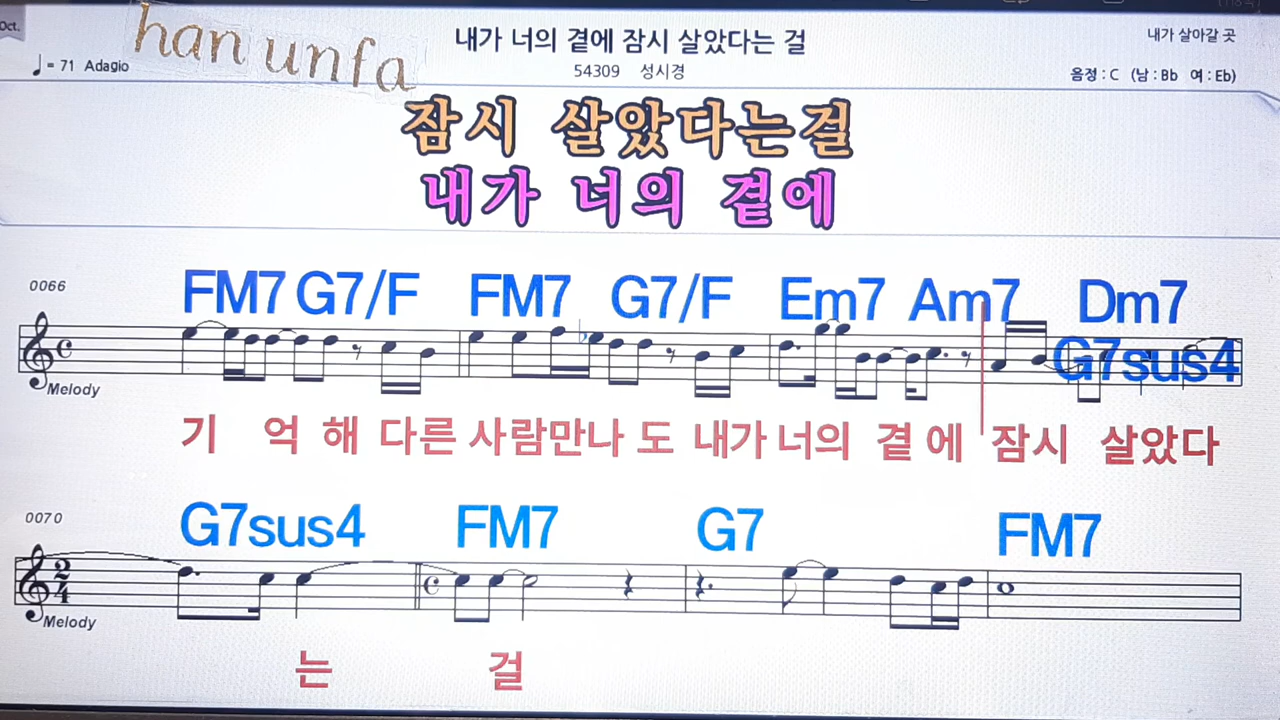 Oct.
han unfa
내가 너의 곁에 잠시 살았다는 걸
내가 살아갈 곳
♩= 71 Adagio
54309 성시경
음정 : C (남 : Bb 여 : Eb)
잠시 살았다는걸
내가 너의 곁에
0066
FM7 G7/F FM7 G7/F Em7 Am7 Dm7
G7sus4
Melody
기 억 해 다른 사람만나 도 내가 너의 곁 에 잠시 살았다
0070
G7sus4 FM7 G7 FM7
2
4
Melody
는 걸